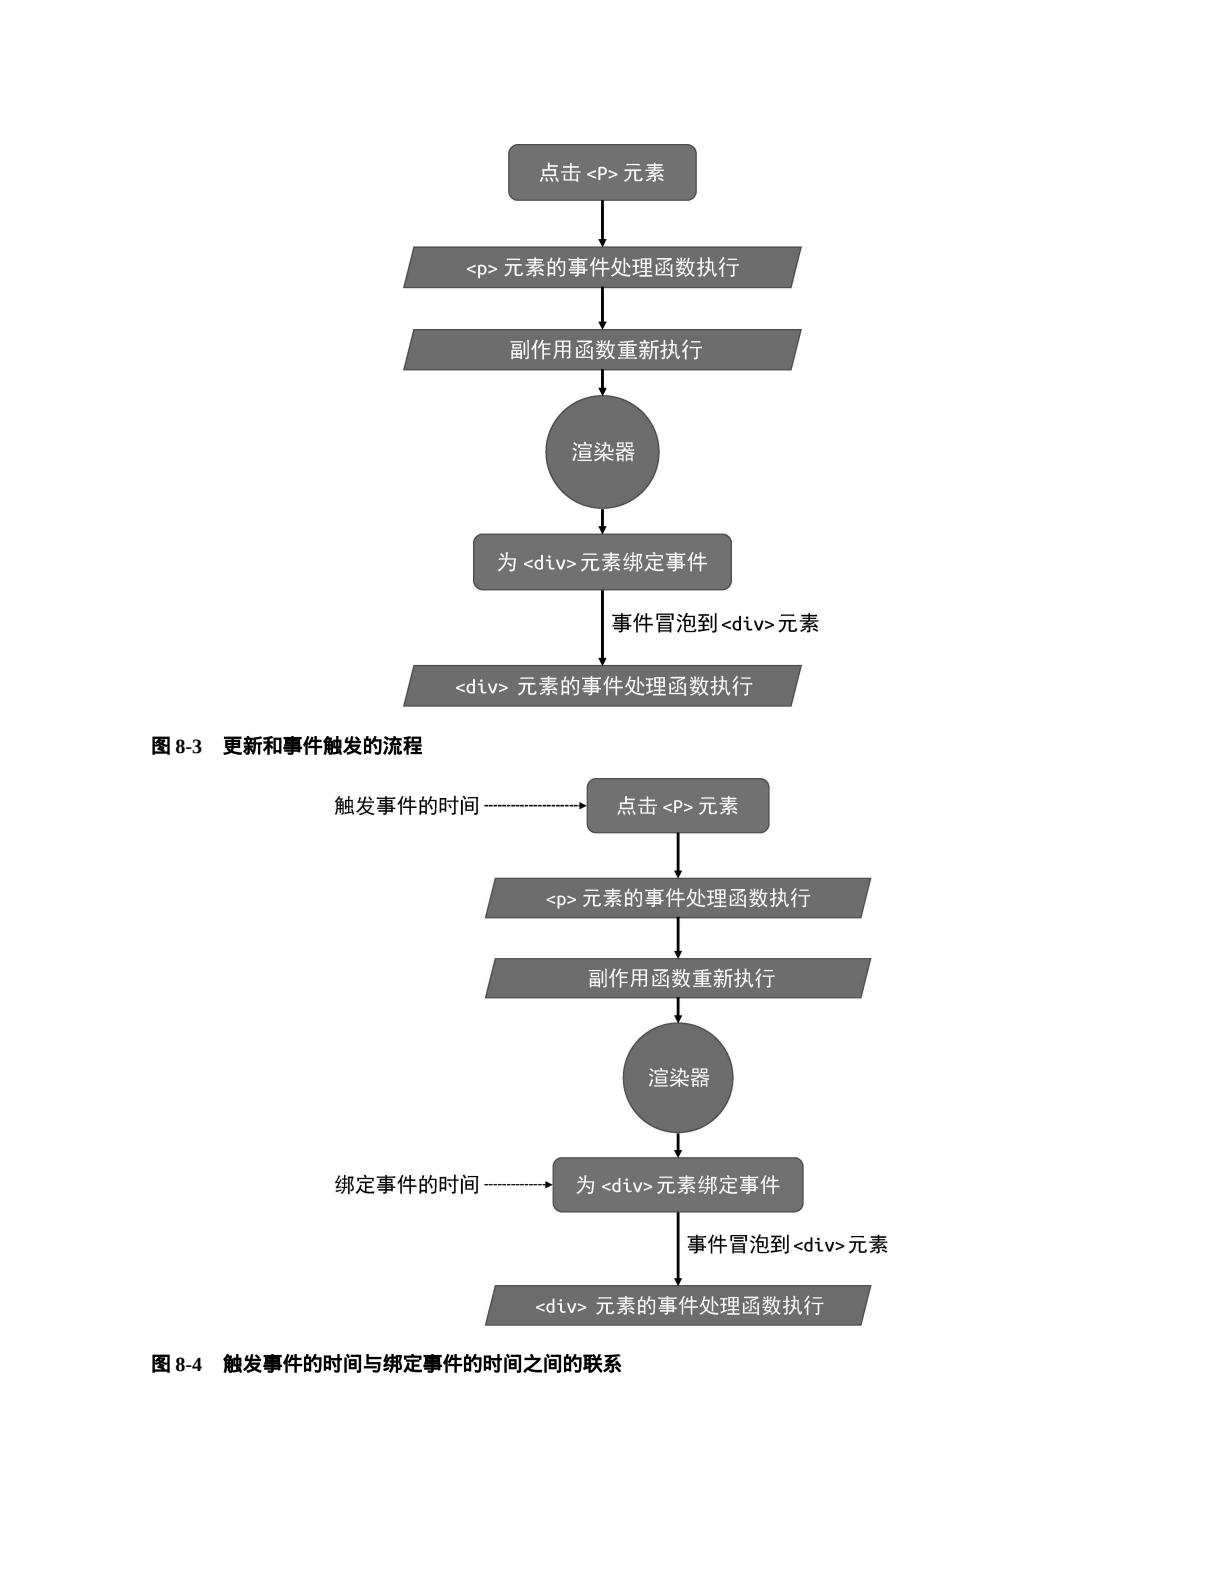 点击 <P> 元素
<p> 元素的事件处理函数执行
副作用函数重新执行
渲染器
为 <div> 元素绑定事件
事件冒泡到 <div> 元素
<div> 元素的事件处理函数执行
图 8-3 更新和事件触发的流程
触发事件的时间 点击 <P> 元素
<p> 元素的事件处理函数执行
副作用函数重新执行
渲染器
绑定事件的时间 为 <div> 元素绑定事件
事件冒泡到 <div> 元素
<div> 元素的事件处理函数执行
图 8-4 触发事件的时间与绑定事件的时间之间的联系